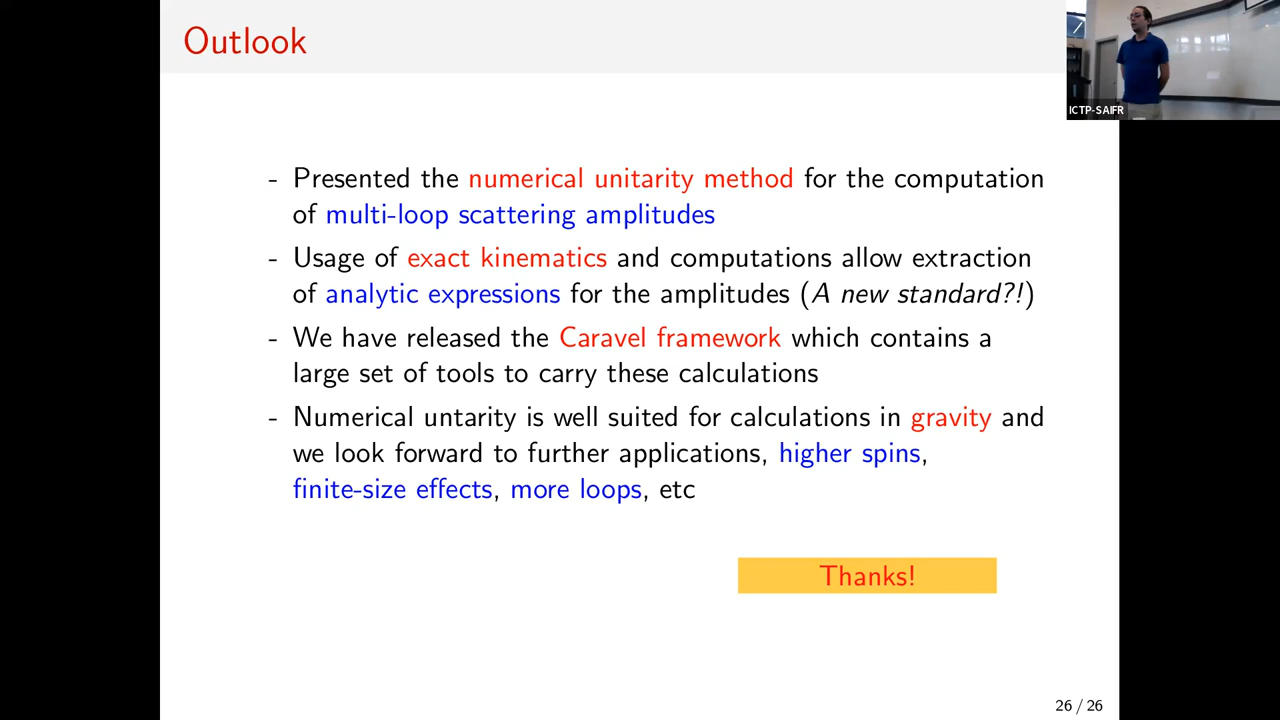 Outlook
ICTP-SAIFR
- Presented the numerical unitarity method for the computation
of multi-loop scattering amplitudes
- Usage of exact kinematics and computations allow extraction
of analytic expressions for the amplitudes (A new standard?!)
- We have released the Caravel framework which contains a
large set of tools to carry these calculations
- Numerical untarity is well suited for calculations in gravity and
we look forward to further applications, higher spins,
finite-size effects, more loops, etc
Thanks!
26 / 26